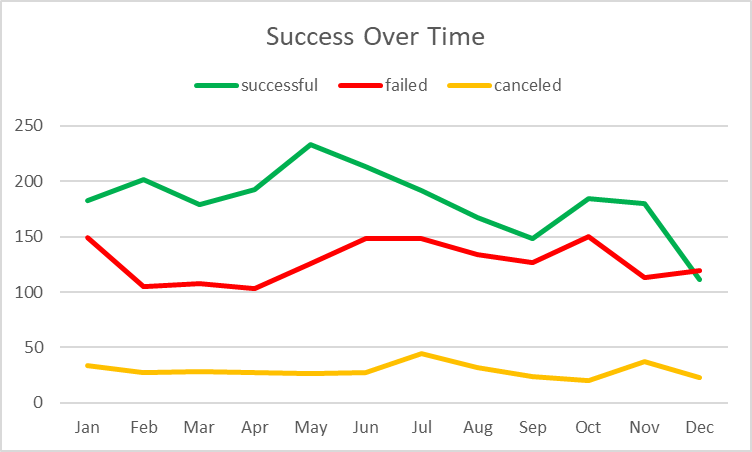 Success Over Time
successful failed canceled
250
200
150
100
50
0
Jan Feb Mar Apr May Jun Jul Aug Sep Oct Nov Dec